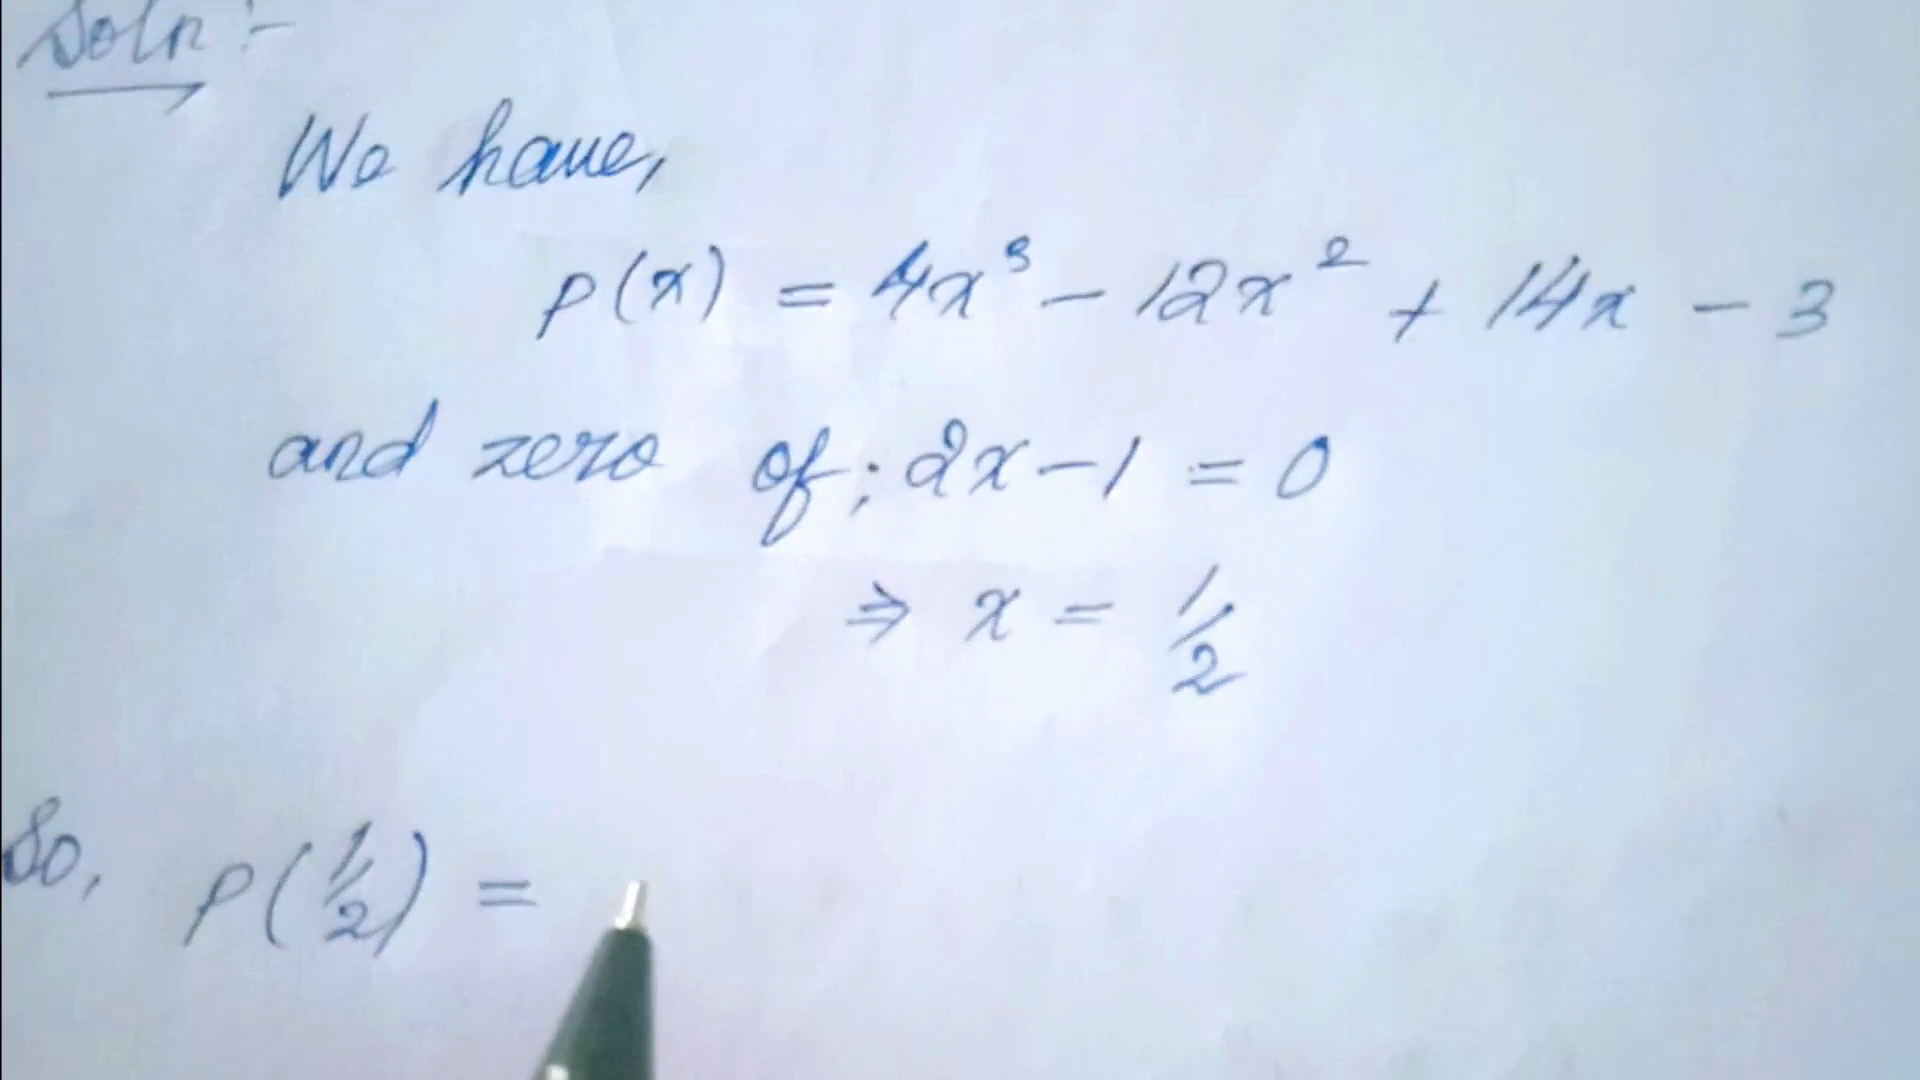 Soln :-
We have,
p(x) = 4x³ - 12x² + 14x - 3
and zero of; 2x - 1 = 0
⇒ x = 1/2
So, p(1/2) =